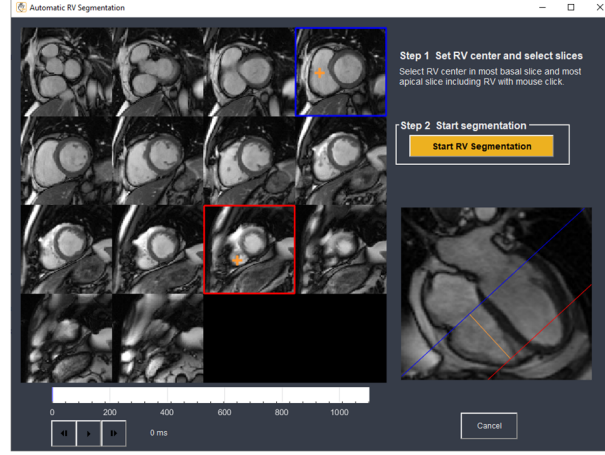 Automatic RV Segmentation
Step 1 Set RV center and select slices
Select RV center in most basal slice and most
apical slice including RV with mouse click.
Step 2 Start segmentation
Start RV Segmentation
0 200 400 600 800 1000
0 ms
Cancel